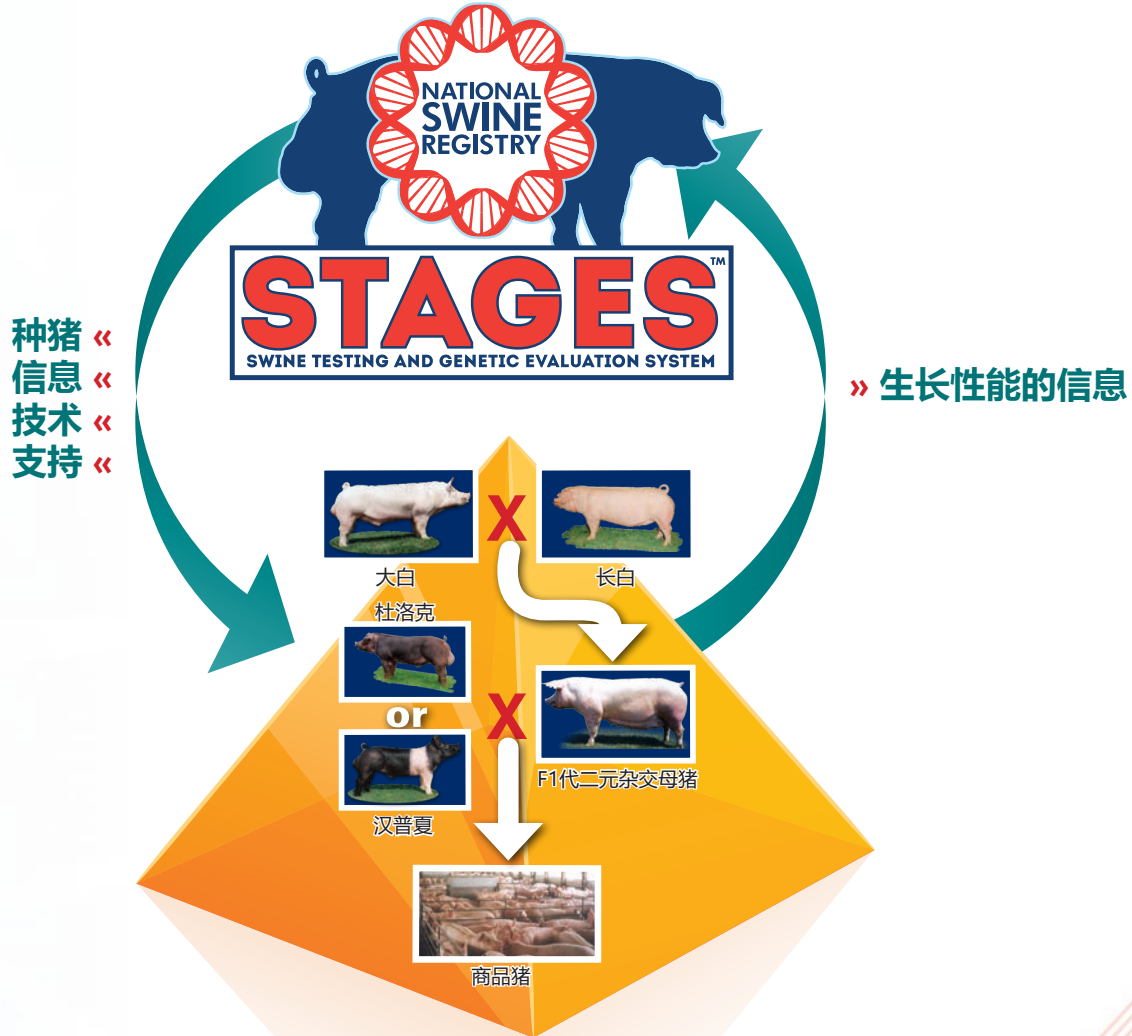 NATIONAL
SWINE
REGISTRY
STAGES™
SWINE TESTING AND GENETIC EVALUATION SYSTEM
种猪 «
信息 «
技术 «
支持 «
» 生长性能的信息
X
大白
长白
杜洛克
or
X
汉普夏
F1代二元杂交母猪
商品猪